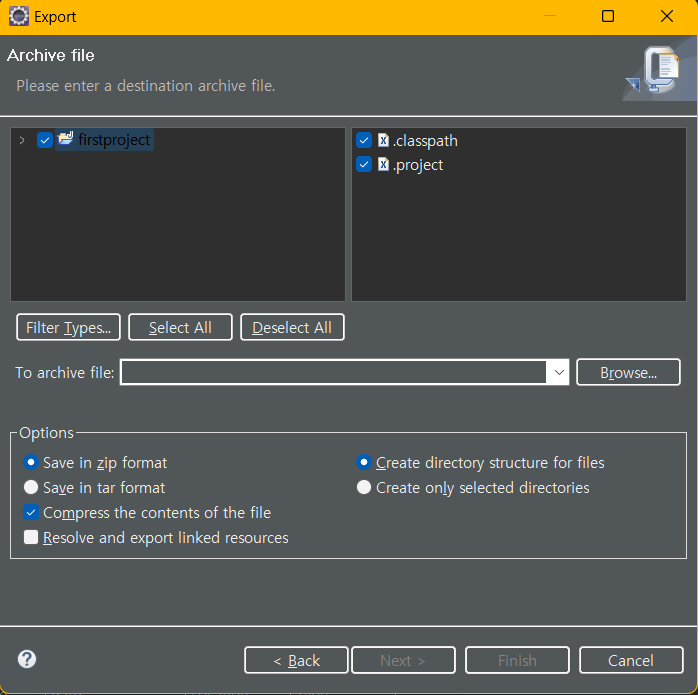 Export
Archive file
Please enter a destination archive file.
firstproject
.classpath
.project
Filter Types...
Select All
Deselect All
To archive file:
Browse...
Options
Save in zip format
Create directory structure for files
Save in tar format
Create only selected directories
Compress the contents of the file
Resolve and export linked resources
?
< Back
Next >
Finish
Cancel